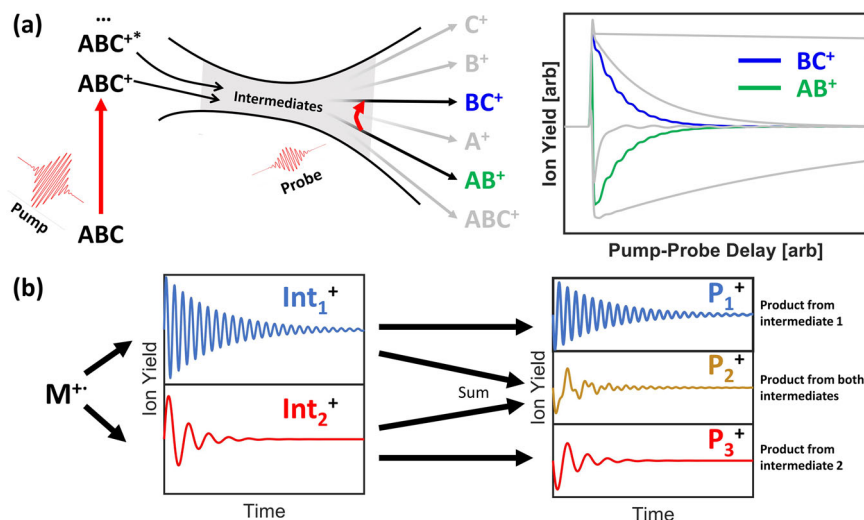 (a)
...
ABC+*
ABC+
Pump
ABC
Intermediates
Probe
C+
B+
BC+
A+
AB+
ABC+
Ion Yield [arb]
BC+
AB+
Pump-Probe Delay [arb]
(b)
M+·
Ion Yield
Int1+
Int2+
Time
Sum
Ion Yield
P1+
P2+
P3+
Time
Product from
intermediate 1
Product from both
intermediates
Product from
intermediate 2